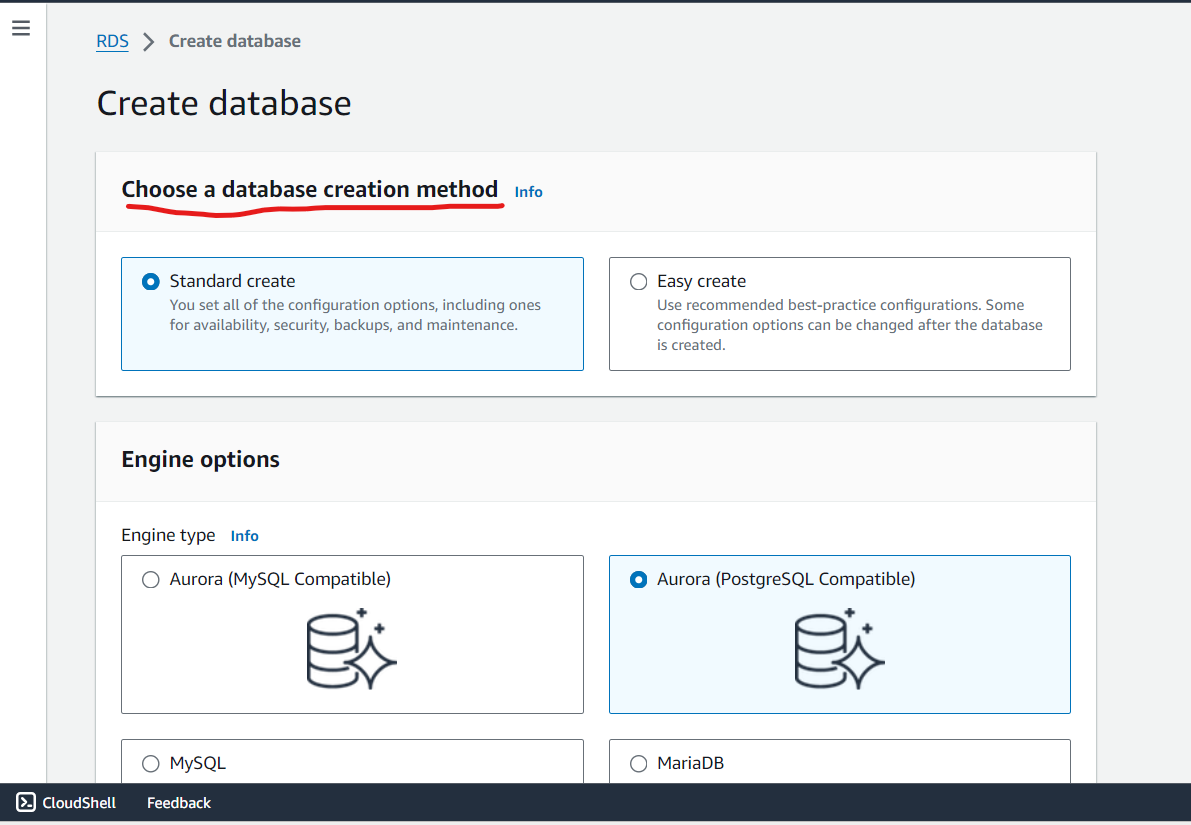 RDS > Create database
Create database
Choose a database creation method Info
Standard create
You set all of the configuration options, including ones
for availability, security, backups, and maintenance.
Easy create
Use recommended best-practice configurations. Some
configuration options can be changed after the database
is created.
Engine options
Engine type Info
Aurora (MySQL Compatible)
Aurora (PostgreSQL Compatible)
MySQL
MariaDB
CloudShell Feedback